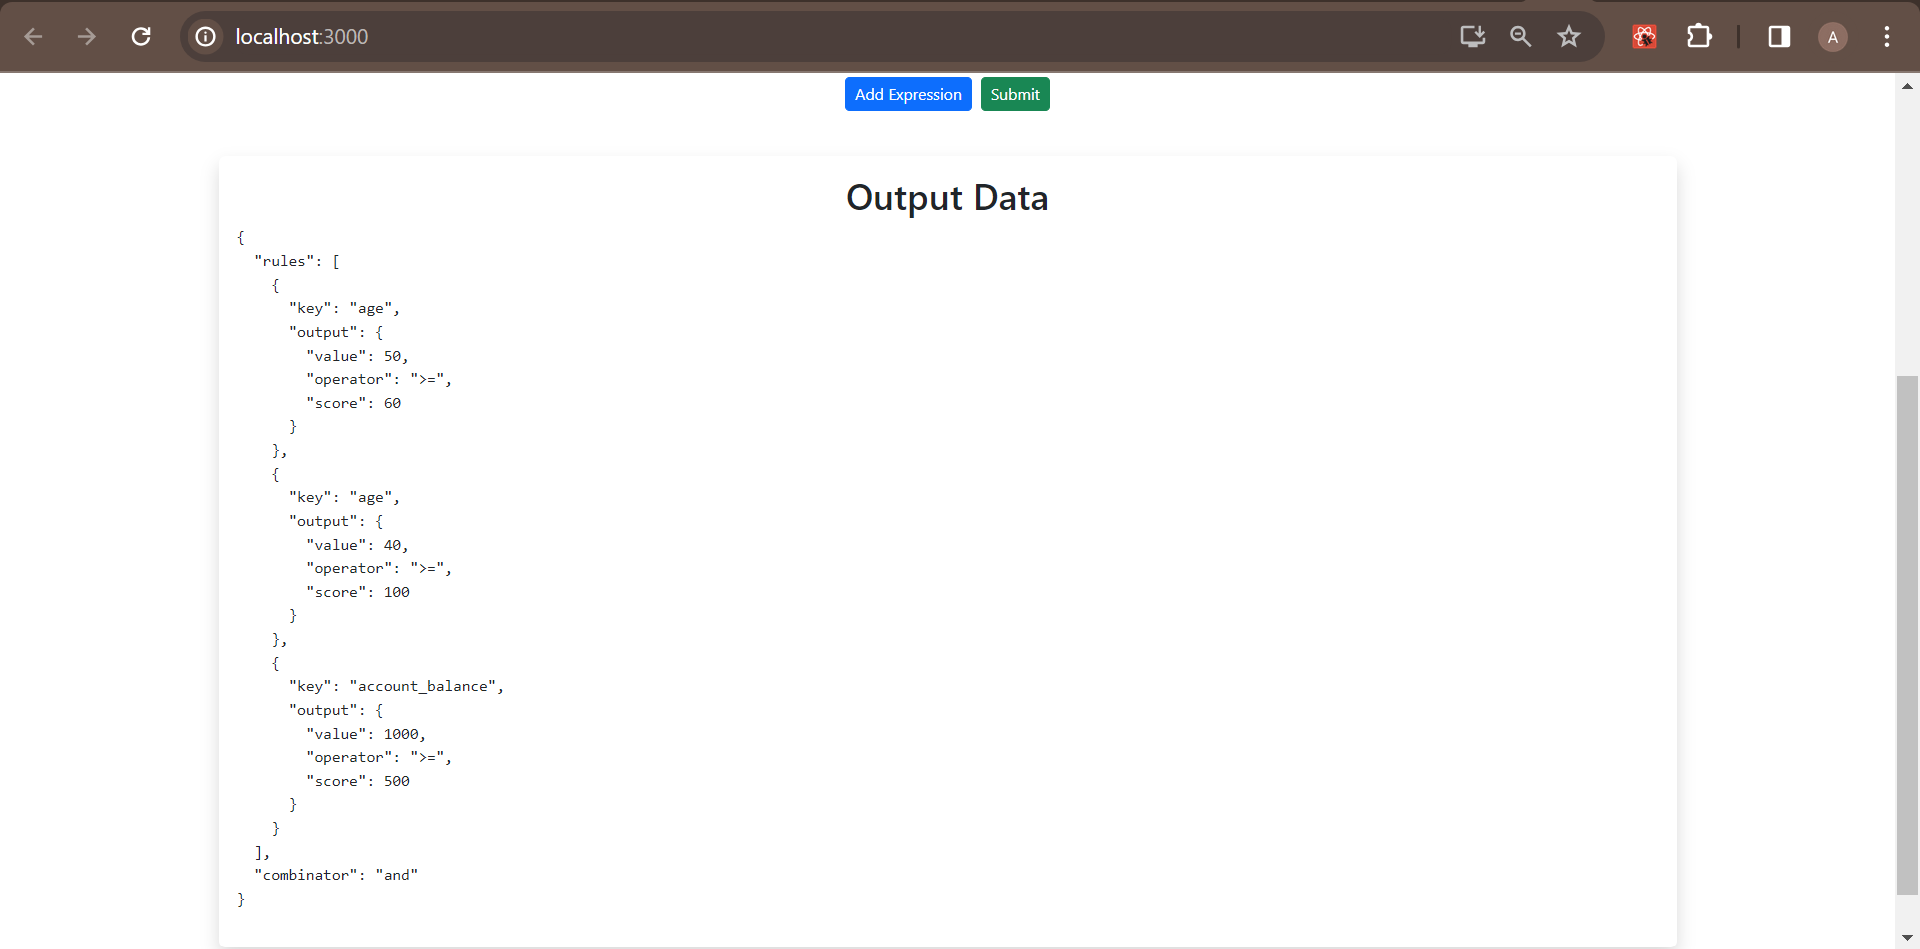 localhost:3000
A
Add Expression Submit
Output Data
{
  "rules": [
    {
      "key": "age",
      "output": {
        "value": 50,
        "operator": ">=",
        "score": 60
      }
    },
    {
      "key": "age",
      "output": {
        "value": 40,
        "operator": ">=",
        "score": 100
      }
    },
    {
      "key": "account_balance",
      "output": {
        "value": 1000,
        "operator": ">=",
        "score": 500
      }
    }
  ],
  "combinator": "and"
}